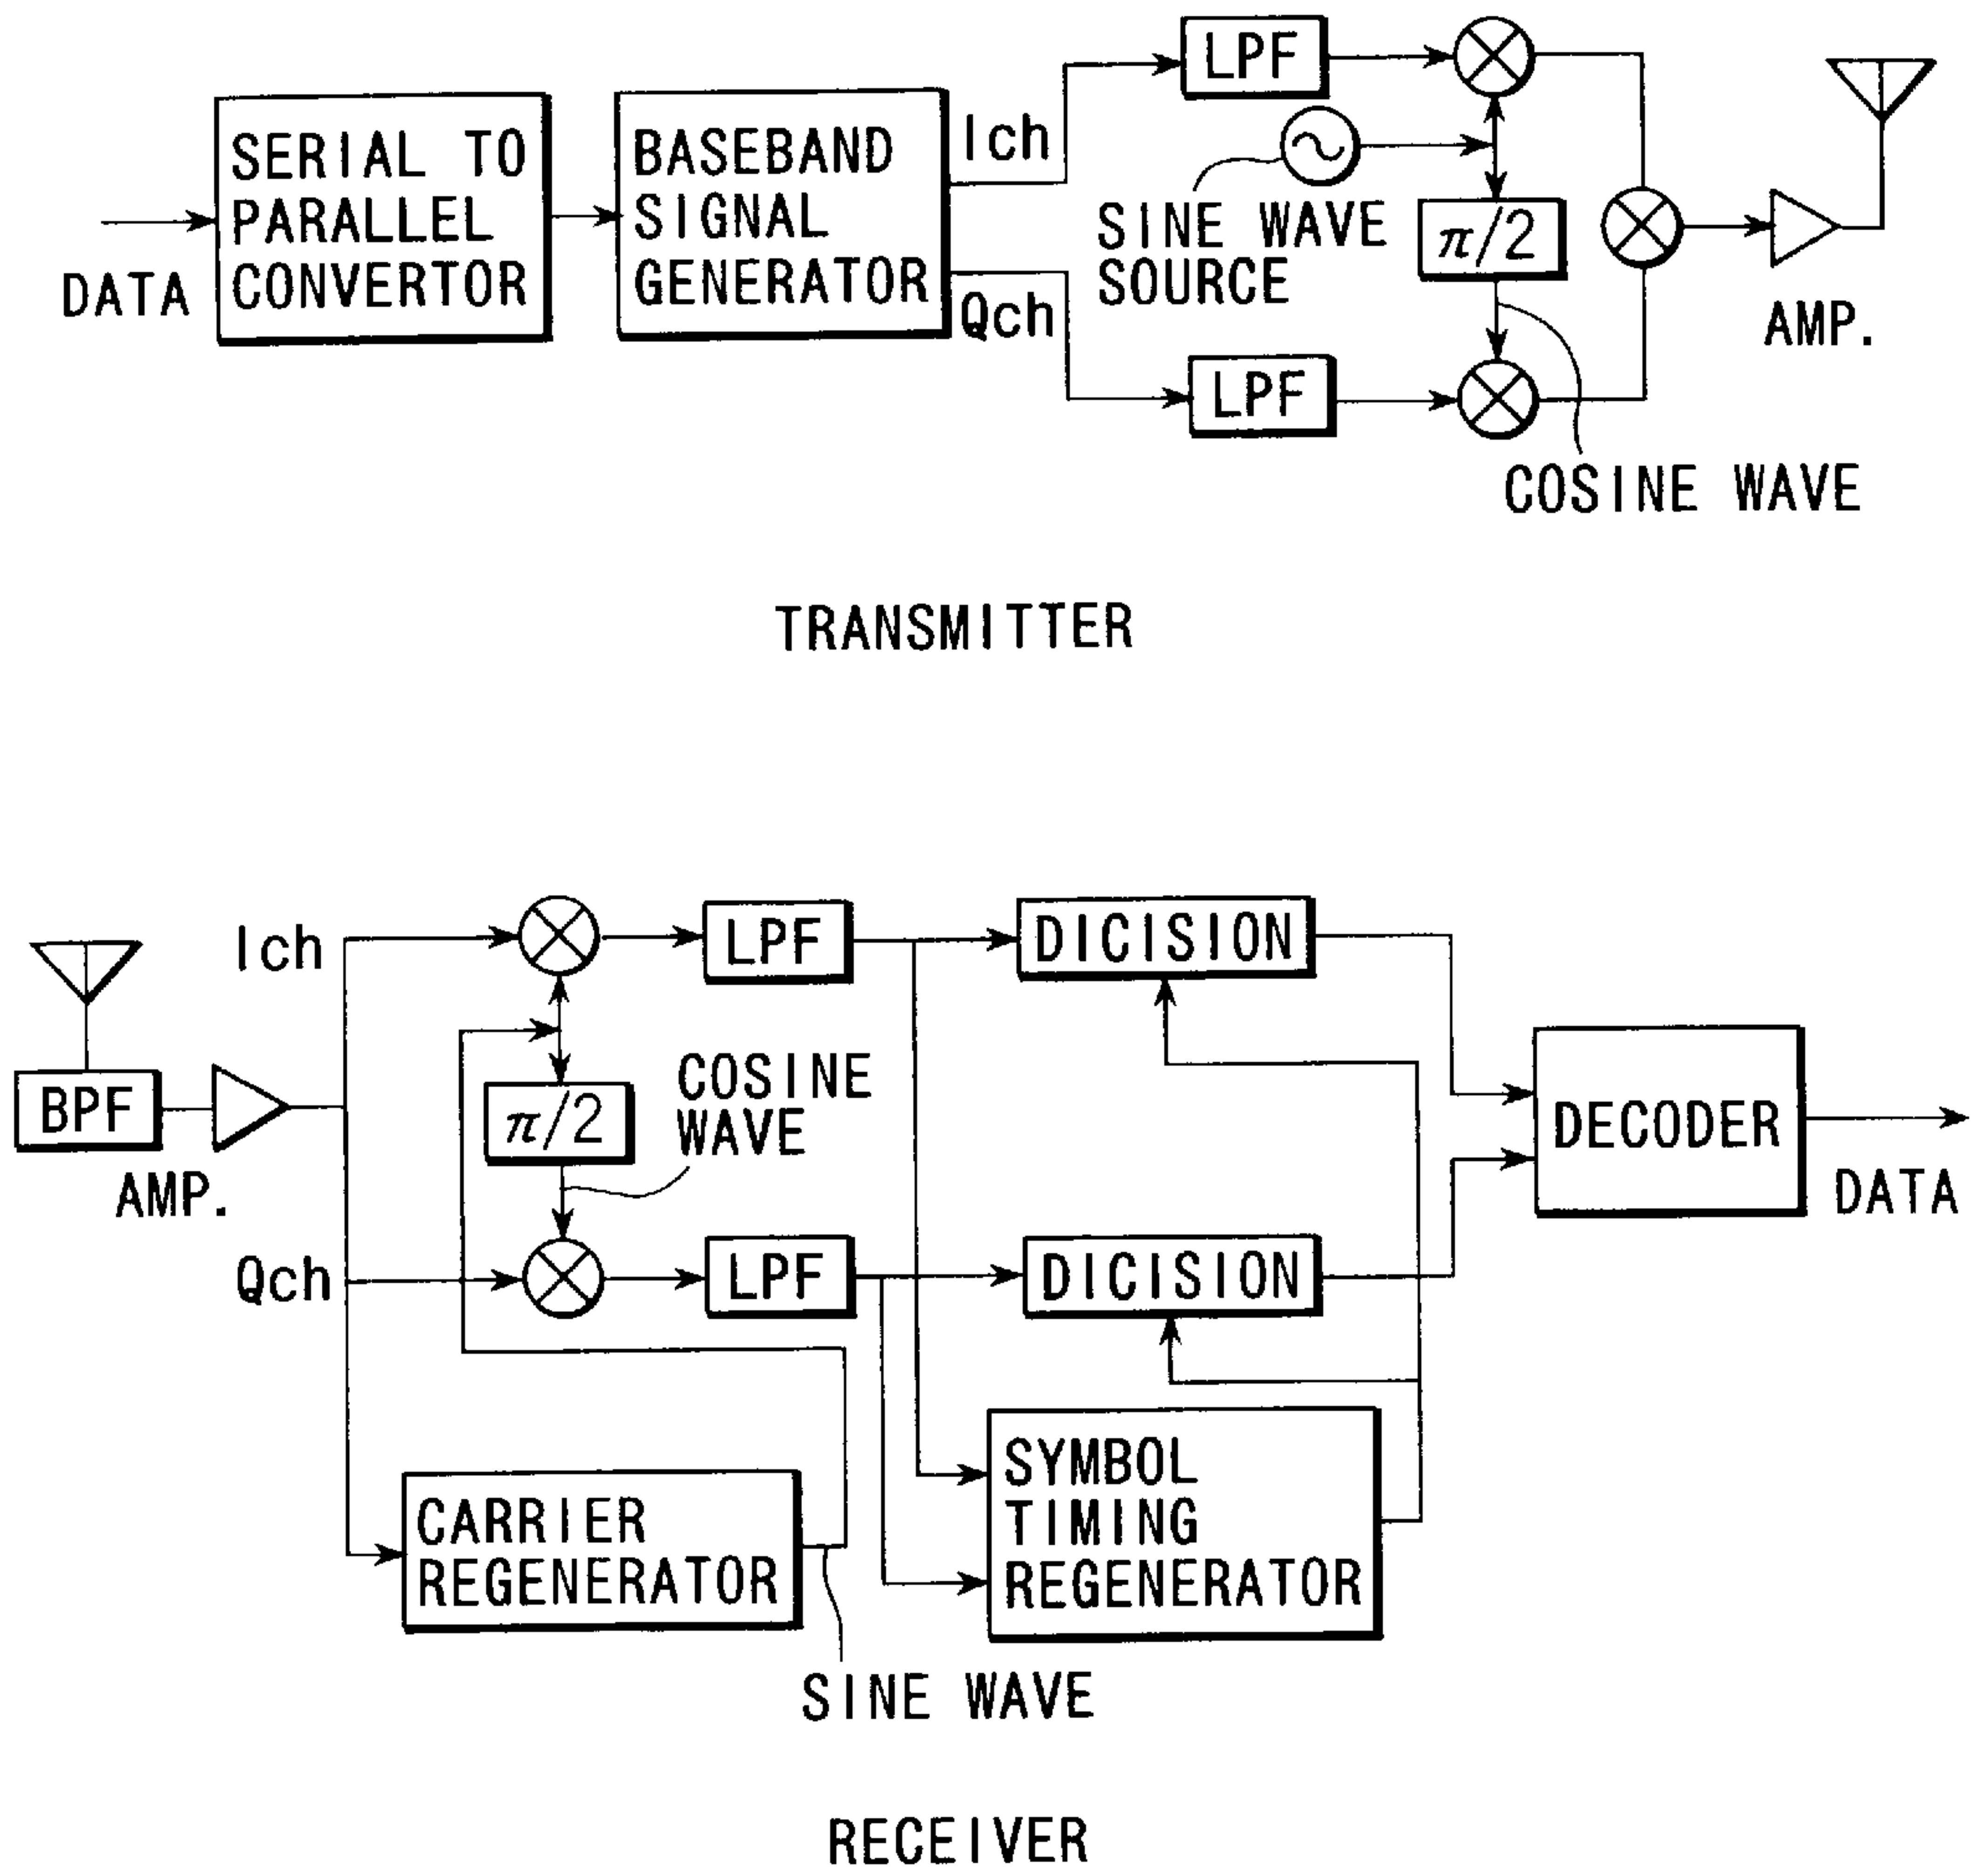 SERIAL TO
PARALLEL
CONVERTOR
DATA
BASEBAND
SIGNAL
GENERATOR
Ich
Qch
LPF
SINE WAVE
SOURCE
π/2
LPF
AMP.
COSINE WAVE
TRANSMITTER
Ich
LPF
DICISION
BPF
AMP.
π/2
COSINE
WAVE
DECODER
DATA
Qch
LPF
DICISION
CARRIER
REGENERATOR
SYMBOL
TIMING
REGENERATOR
SINE WAVE
RECEIVER